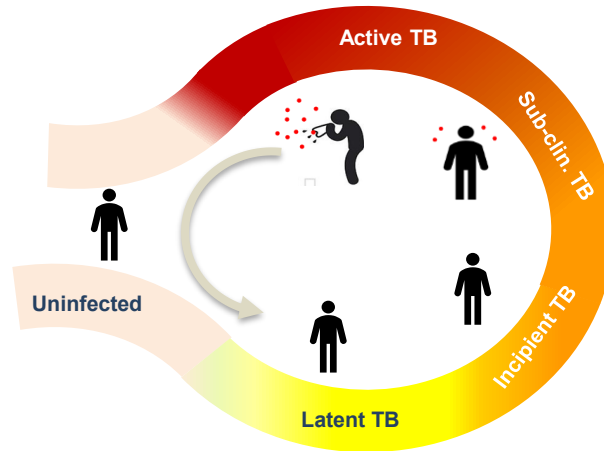 Active TB
Sub-clin. TB
Uninfected
Incipient TB
Latent TB